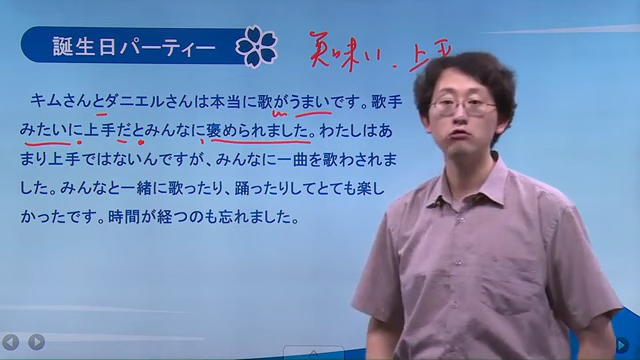 誕生日パーティー
美味い、上手
キムさんとダニエルさんは本当に歌がうまいです。歌手
みたいに上手だとみんなに褒められました。わたしはあ
まり上手ではないんですが、みんなに一曲を歌わされま
した。みんなと一緒に歌ったり、踊ったりしてとても楽し
かったです。時間が経つのも忘れました。